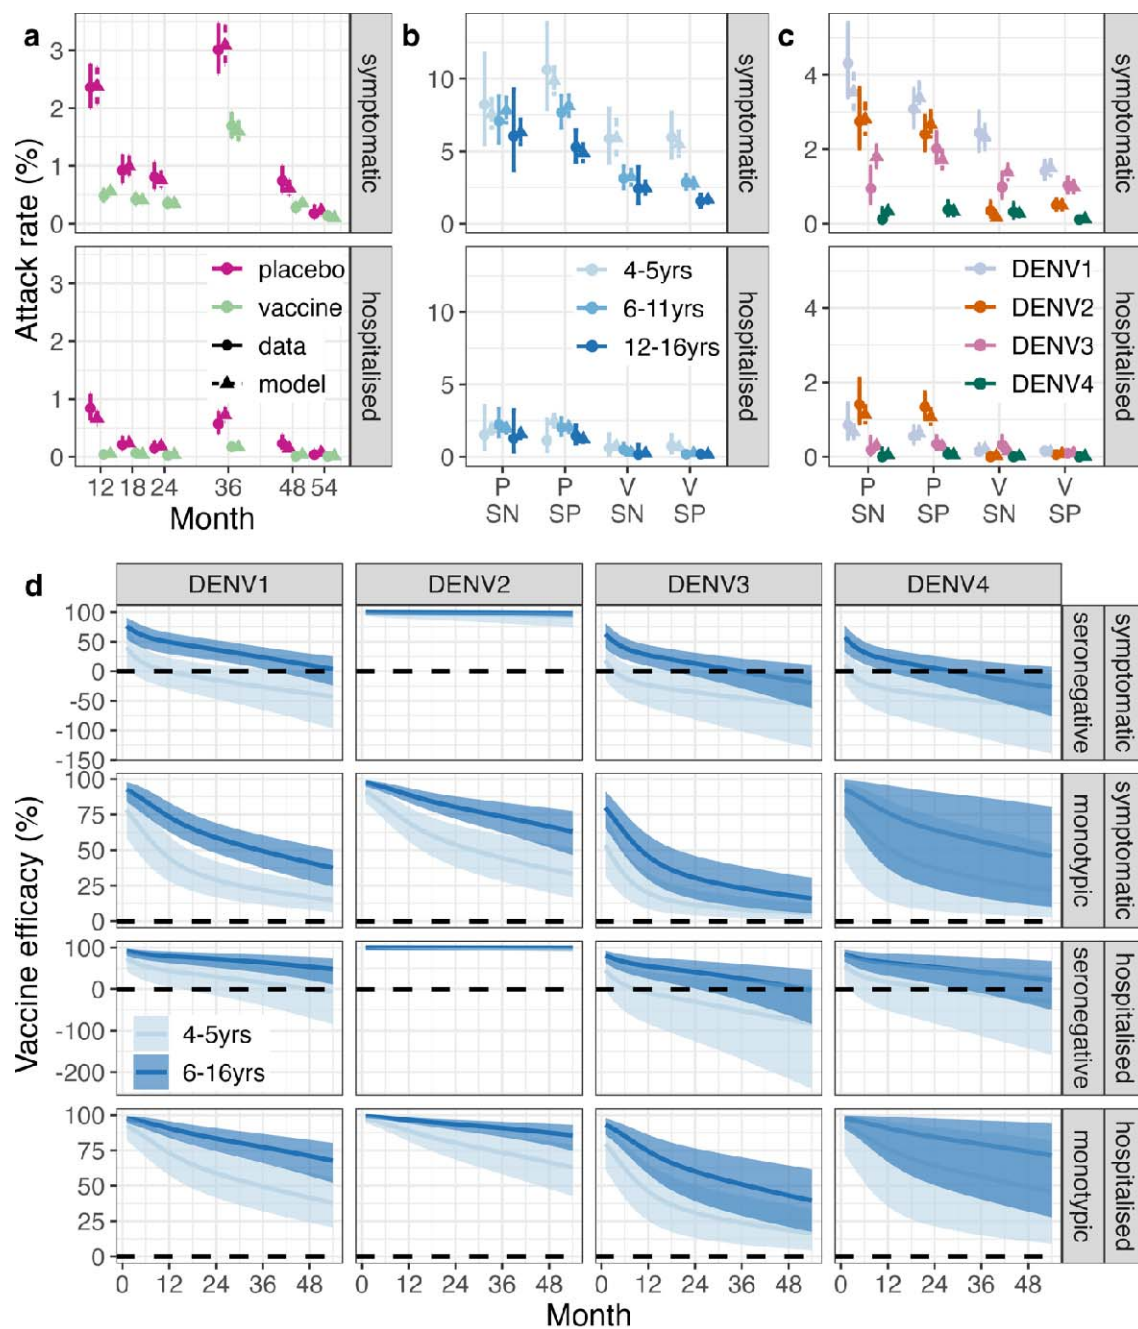 a
b
c
Attack rate (%)
3
2
1
0
symptomatic
10
5
0
symptomatic
4
2
0
symptomatic
3
2
1
0
placebo
vaccine
data
model
hospitalised
12 18 24 36 48 54
Month
10
5
0
4-5yrs
6-11yrs
12-16yrs
hospitalised
P P V V
SN SP SN SP
4
2
0
DENV1
DENV2
DENV3
DENV4
hospitalised
P P V V
SN SP SN SP
d
DENV1 DENV2 DENV3 DENV4
Vaccine efficacy (%)
100
50
0
-50
-100
-150
seronegative
symptomatic
100
75
50
25
0
monotypic
symptomatic
100
0
-100
-200
4-5yrs
6-16yrs
seronegative
hospitalised
100
75
50
25
0
monotypic
hospitalised
0 12 24 36 48 0 12 24 36 48 0 12 24 36 48 0 12 24 36 48
Month